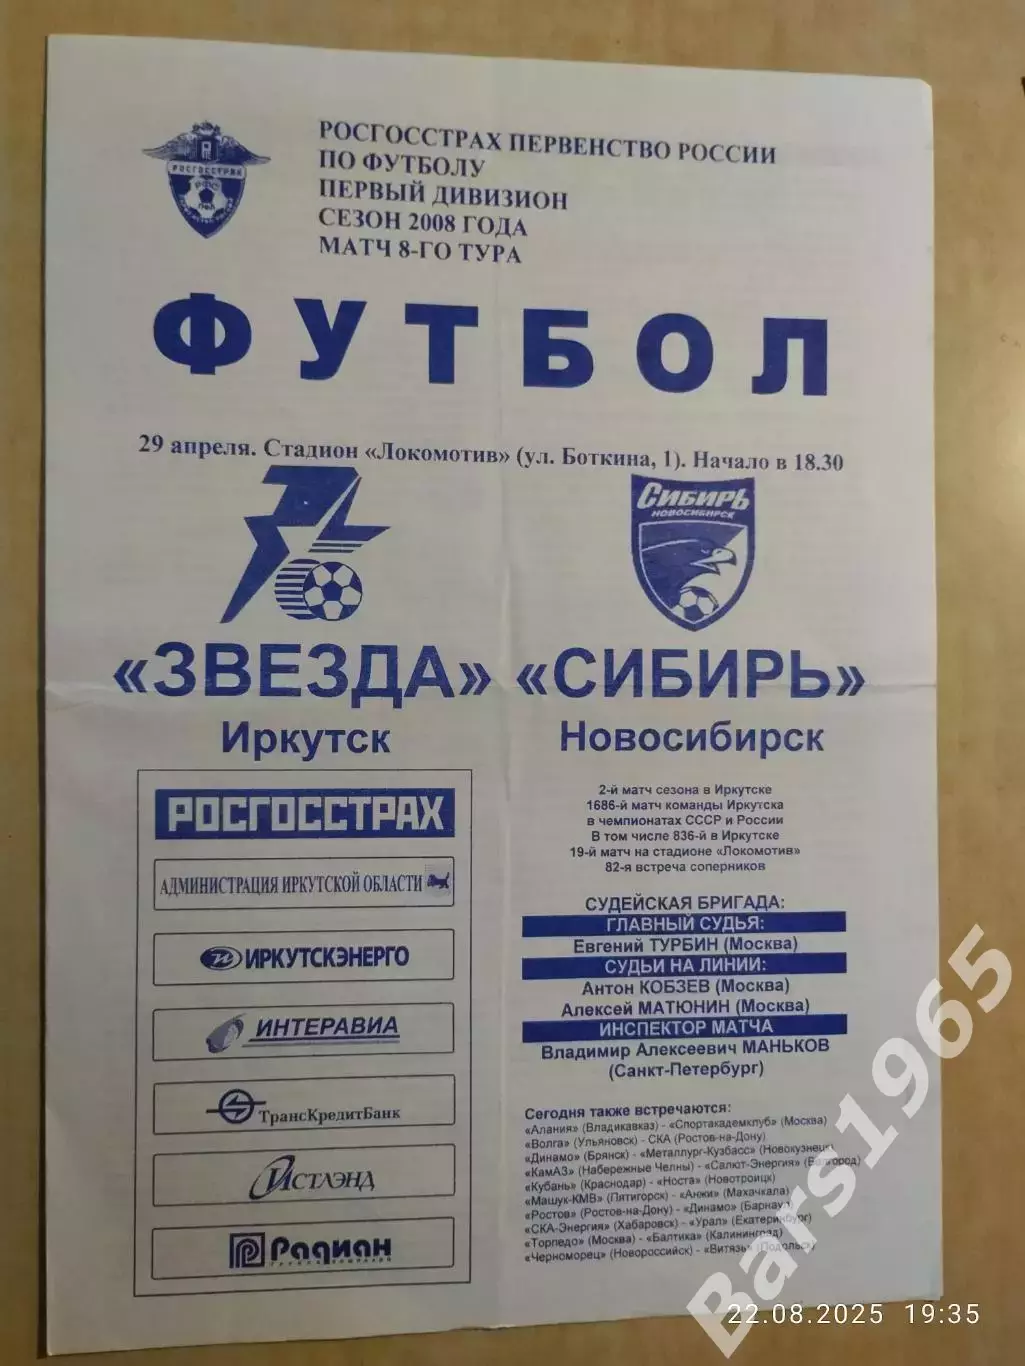 РОСГОССТРАХ ПЕРВЕНСТВО РОССИИ
ПО ФУТБОЛУ
ПЕРВЫЙ ДИВИЗИОН
СЕЗОН 2008 ГОДА
МАТЧ 8-ГО ТУРА
РОСГОССТРАХ
РФС
ПФЛ
ФУТБОЛ
29 апреля. Стадион «Локомотив» (ул. Боткина, 1). Начало в 18.30
СИБИРЬ
НОВОСИБИРСК
«ЗВЕЗДА» «СИБИРЬ»
Иркутск Новосибирск
РОСГОССТРАХ
АДМИНИСТРАЦИЯ ИРКУТСКОЙ ОБЛАСТИ
ИРКУТСКЭНЕРГО
ИНТЕРАВИА
ТрансКредитБанк
Истлэнд
Радиан
ГРУППА КОМПАНИЙ
2-й матч сезона в Иркутске
1686-й матч команды Иркутска
в чемпионатах СССР и России
В том числе 836-й в Иркутске
19-й матч на стадионе «Локомотив»
82-я встреча соперников
СУДЕЙСКАЯ БРИГАДА:
ГЛАВНЫЙ СУДЬЯ:
Евгений ТУРБИН (Москва)
СУДЬИ НА ЛИНИИ:
Антон КОБЗЕВ (Москва)
Алексей МАТЮНИН (Москва)
ИНСПЕКТОР МАТЧА
Владимир Алексеевич МАНЬКОВ
(Санкт-Петербург)
Сегодня также встречаются:
«Алания» (Владикавказ) - «Спортакадемклуб» (Москва)
«Волга» (Ульяновск) - СКА (Ростов-на-Дону)
«Динамо» (Брянск) - «Металлург-Кузбасс» (Новокузнецк)
«КамАЗ» (Набережные Челны) - «Салют-Энергия» (Белгород)
«Кубань» (Краснодар) - «Носта» (Новотроицк)
«Машук-КМВ» (Пятигорск) - «Анжи» (Махачкала)
«Ростов» (Ростов-на-Дону) - «Динамо» (Барнаул)
«СКА-Энергия» (Хабаровск) - «Урал» (Екатеринбург)
«Торпедо» (Москва) - «Балтика» (Калининград)
«Черноморец» (Новороссийск) - «Витязь» (Подольск)
Bars1965
22.08.2025 19:35